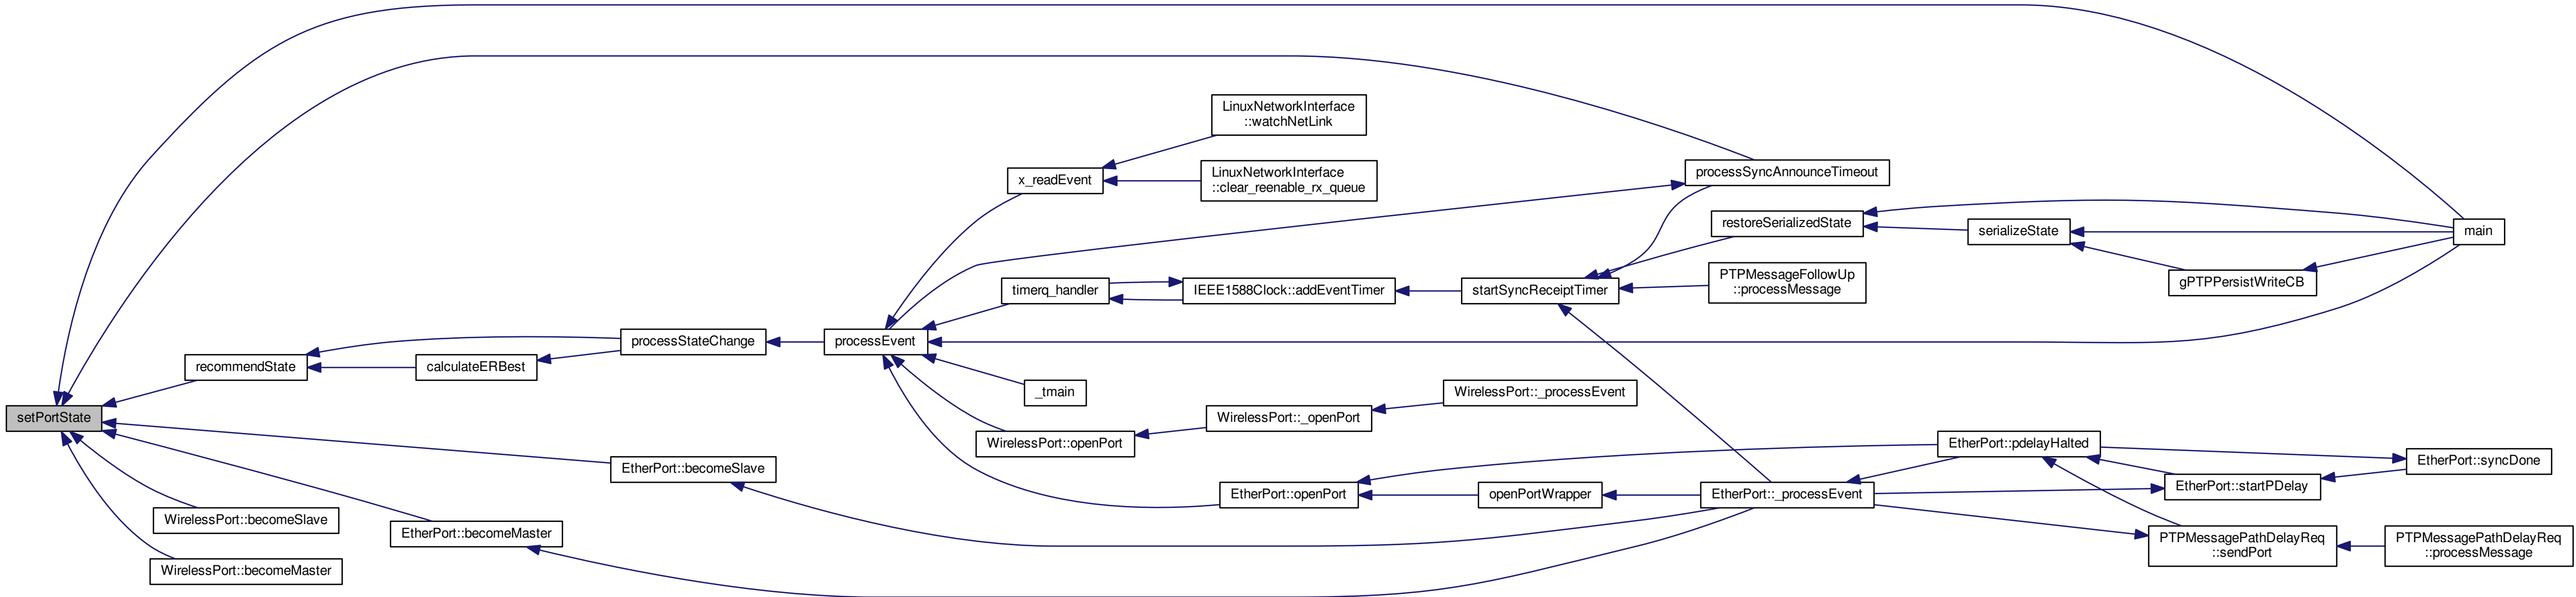 LinuxNetworkInterface
::watchNetLink
x_readEvent
LinuxNetworkInterface
::clear_reenable_rx_queue
processSyncAnnounceTimeout
restoreSerializedState
serializeState
main
timerq_handler
IEEE1588Clock::addEventTimer
startSyncReceiptTimer
PTPMessageFollowUp
::processMessage
gPTPPersistWriteCB
recommendState
calculateERBest
processStateChange
processEvent
_tmain
setPortState
WirelessPort::openPort
WirelessPort::_openPort
WirelessPort::_processEvent
EtherPort::becomeSlave
EtherPort::pdelayHalted
EtherPort::syncDone
EtherPort::openPort
openPortWrapper
EtherPort::_processEvent
EtherPort::startPDelay
WirelessPort::becomeSlave
EtherPort::becomeMaster
PTPMessagePathDelayReq
::sendPort
PTPMessagePathDelayReq
::processMessage
WirelessPort::becomeMaster